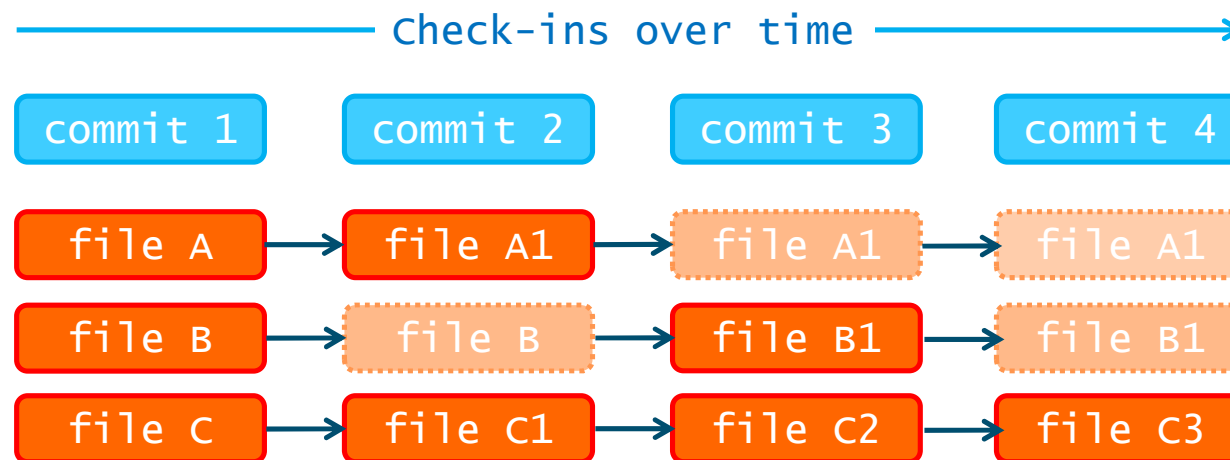 Check-ins over time
commit 1 commit 2 commit 3 commit 4
file A file A1 file A1 file A1
file B file B file B1 file B1
file C file C1 file C2 file C3